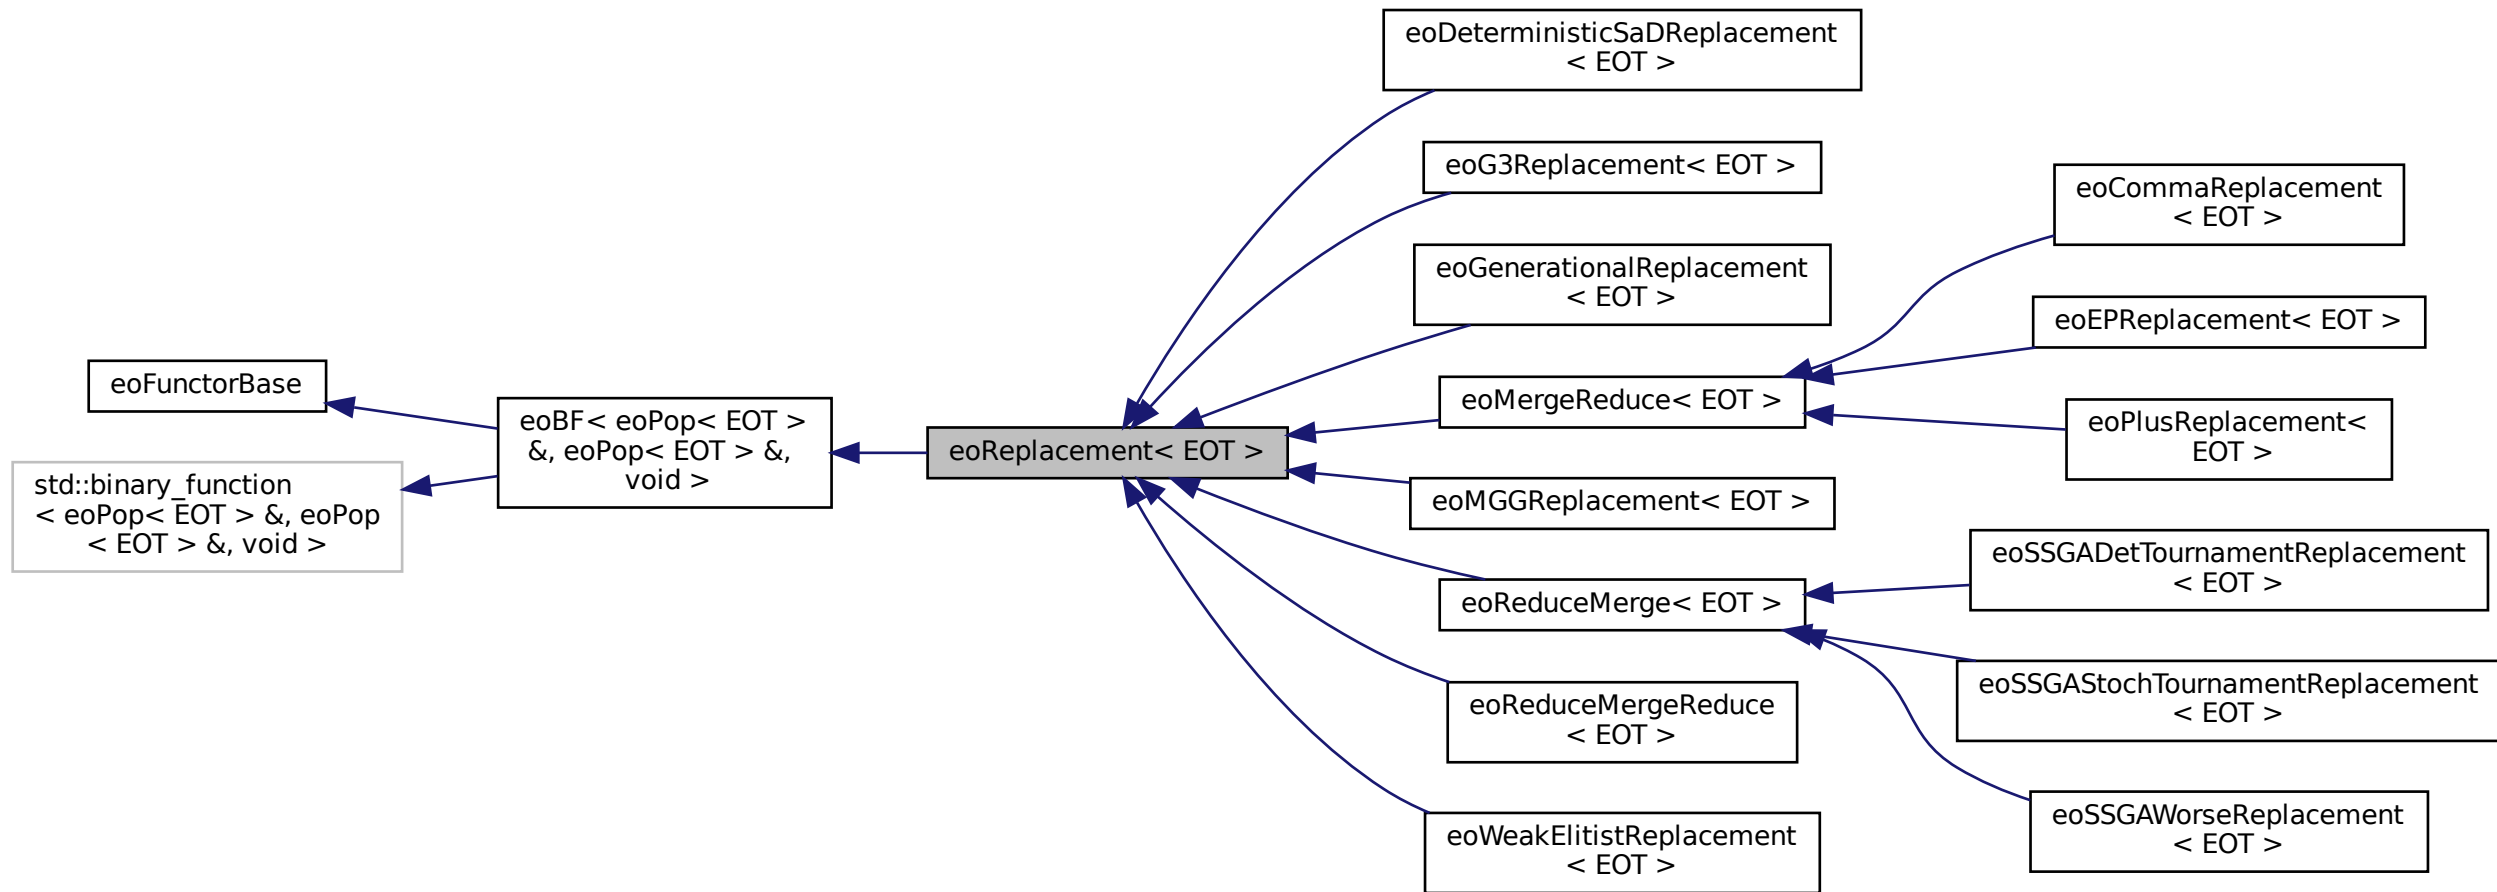 eoFunctorBase
std::binary_function
< eoPop< EOT > &, eoPop
< EOT > &, void >
eoBF< eoPop< EOT >
&, eoPop< EOT > &,
void >
eoReplacement< EOT >
eoDeterministicSaDReplacement
< EOT >
eoG3Replacement< EOT >
eoGenerationalReplacement
< EOT >
eoMergeReduce< EOT >
eoMGGReplacement< EOT >
eoReduceMerge< EOT >
eoReduceMergeReduce
< EOT >
eoWeakElitistReplacement
< EOT >
eoCommaReplacement
< EOT >
eoEPReplacement< EOT >
eoPlusReplacement<
EOT >
eoSSGADetTournamentReplacement
< EOT >
eoSSGAStochTournamentReplacement
< EOT >
eoSSGAWorseReplacement
< EOT >